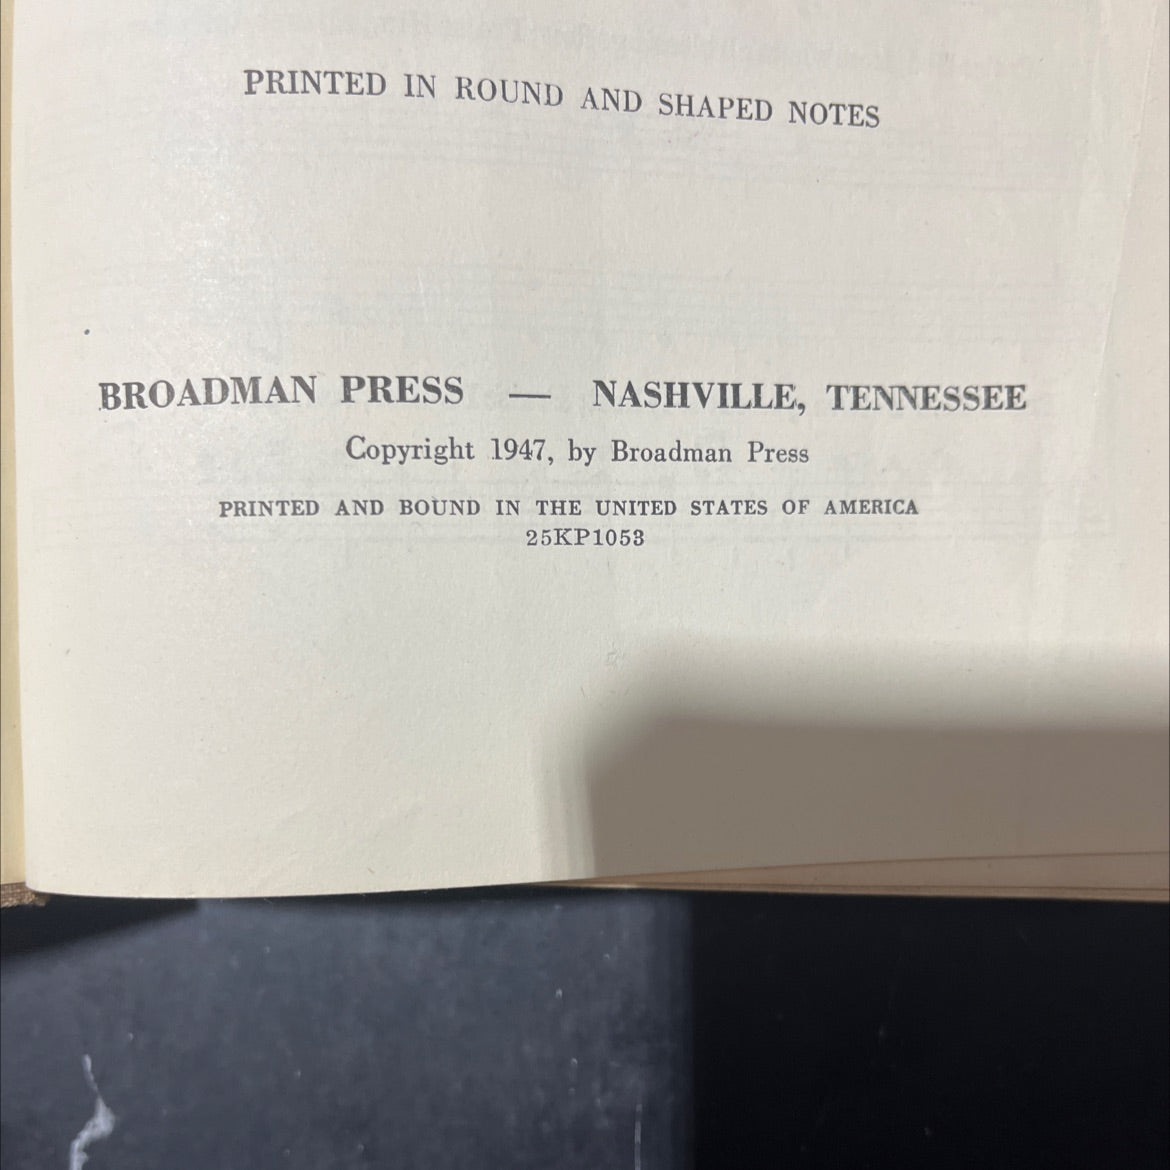 PRINTED IN ROUND AND SHAPED NOTES
BROADMAN PRESS — NASHVILLE, TENNESSEE
Copyright 1947, by Broadman Press
PRINTED AND BOUND IN THE UNITED STATES OF AMERICA
25KP1053